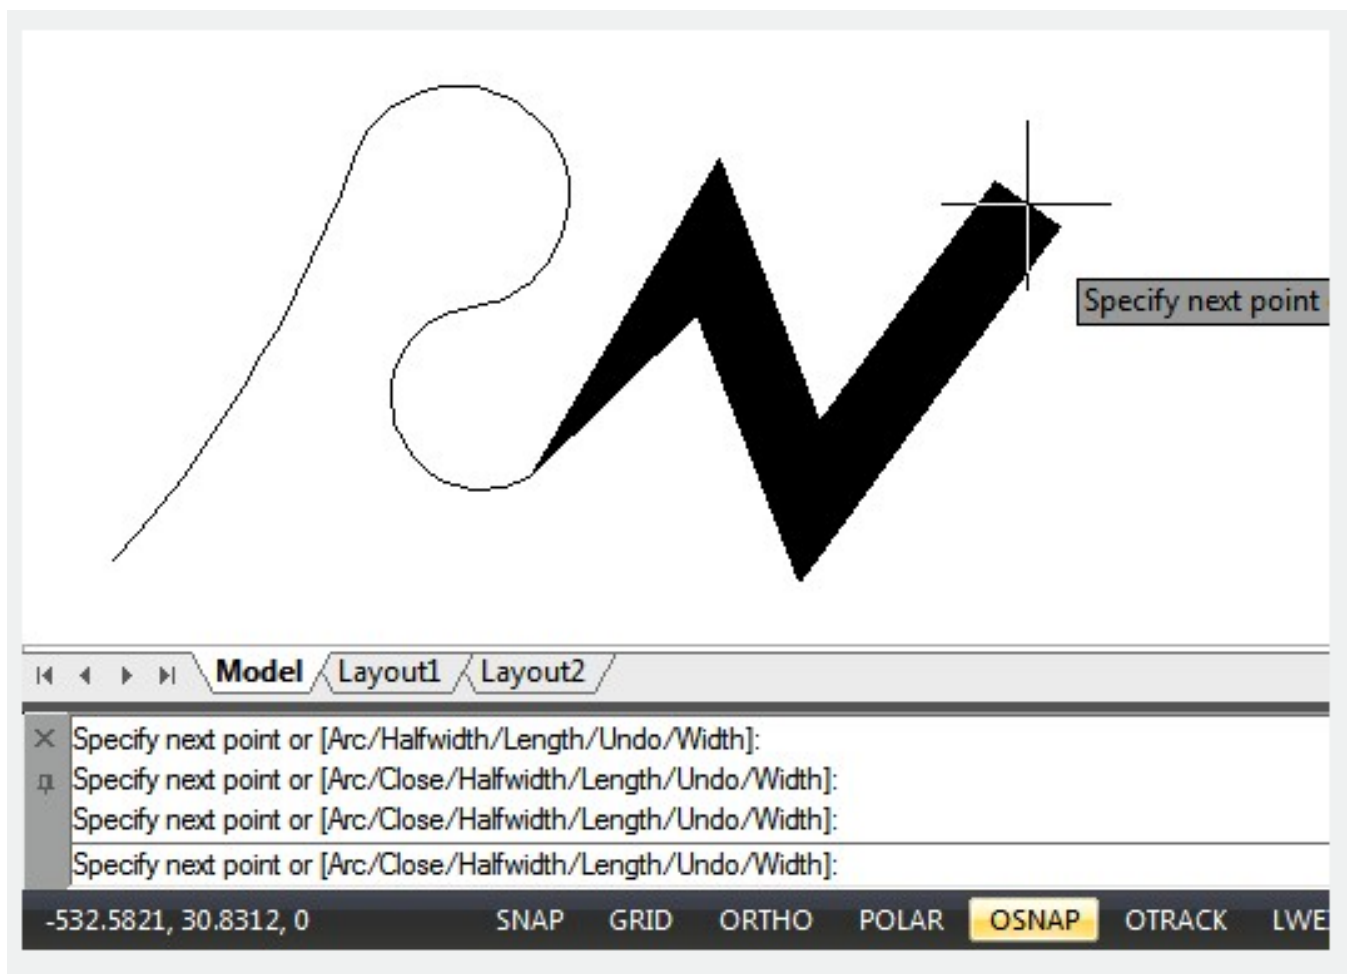 Specify next point
Model Layout1 Layout2
Specify next point or [Arc/Halfwidth/Length/Undo/Width]:
Specify next point or [Arc/Close/Halfwidth/Length/Undo/Width]:
Specify next point or [Arc/Close/Halfwidth/Length/Undo/Width]:
Specify next point or [Arc/Close/Halfwidth/Length/Undo/Width]:
-532.5821, 30.8312, 0 SNAP GRID ORTHO POLAR OSNAP OTRACK